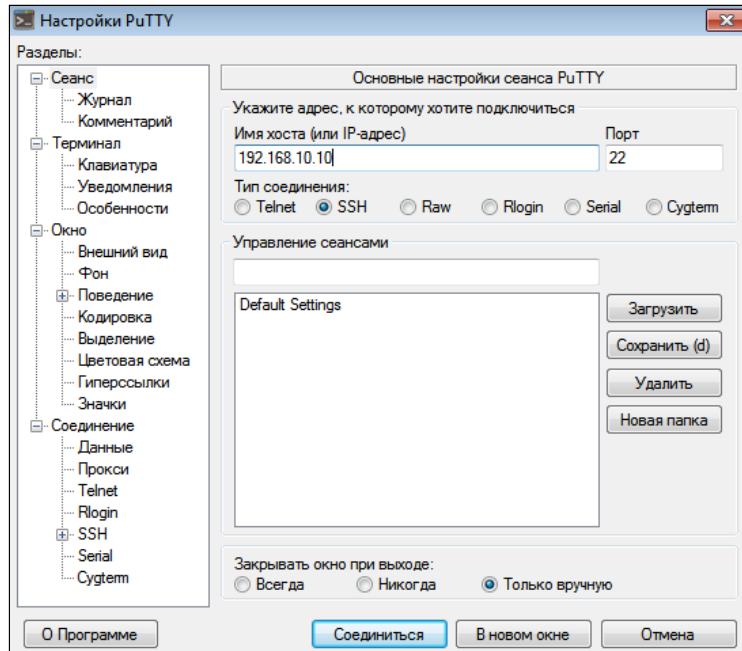 Настройки PuTTY
Разделы:
Сеанс
Журнал
Комментарий
Терминал
Клавиатура
Уведомления
Особенности
Окно
Внешний вид
Фон
Поведение
Кодировка
Выделение
Цветовая схема
Гиперссылки
Значки
Соединение
Данные
Прокси
Telnet
Rlogin
SSH
Serial
Cygterm
Основные настройки сеанса PuTTY
Укажите адрес, к которому хотите подключиться
Имя хоста (или IP-адрес) Порт
192.168.10.10 22
Тип соединения:
Telnet SSH Raw Rlogin Serial Cygterm
Управление сеансами
Default Settings
Загрузить
Сохранить (d)
Удалить
Новая папка
Закрывать окно при выходе:
Всегда Никогда Только вручную
О Программе Соединиться В новом окне Отмена